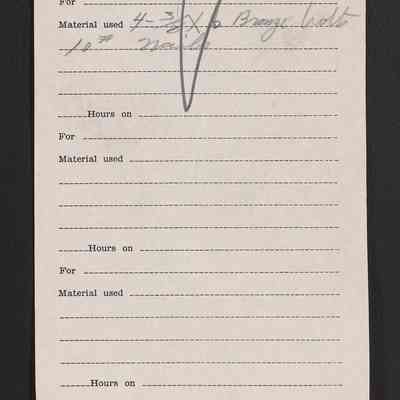 For
Material used 4 - 3/8 X 6 Bronze bolts
10 # Nails
Hours on
For
Material used
Hours on
For
Material used
Hours on